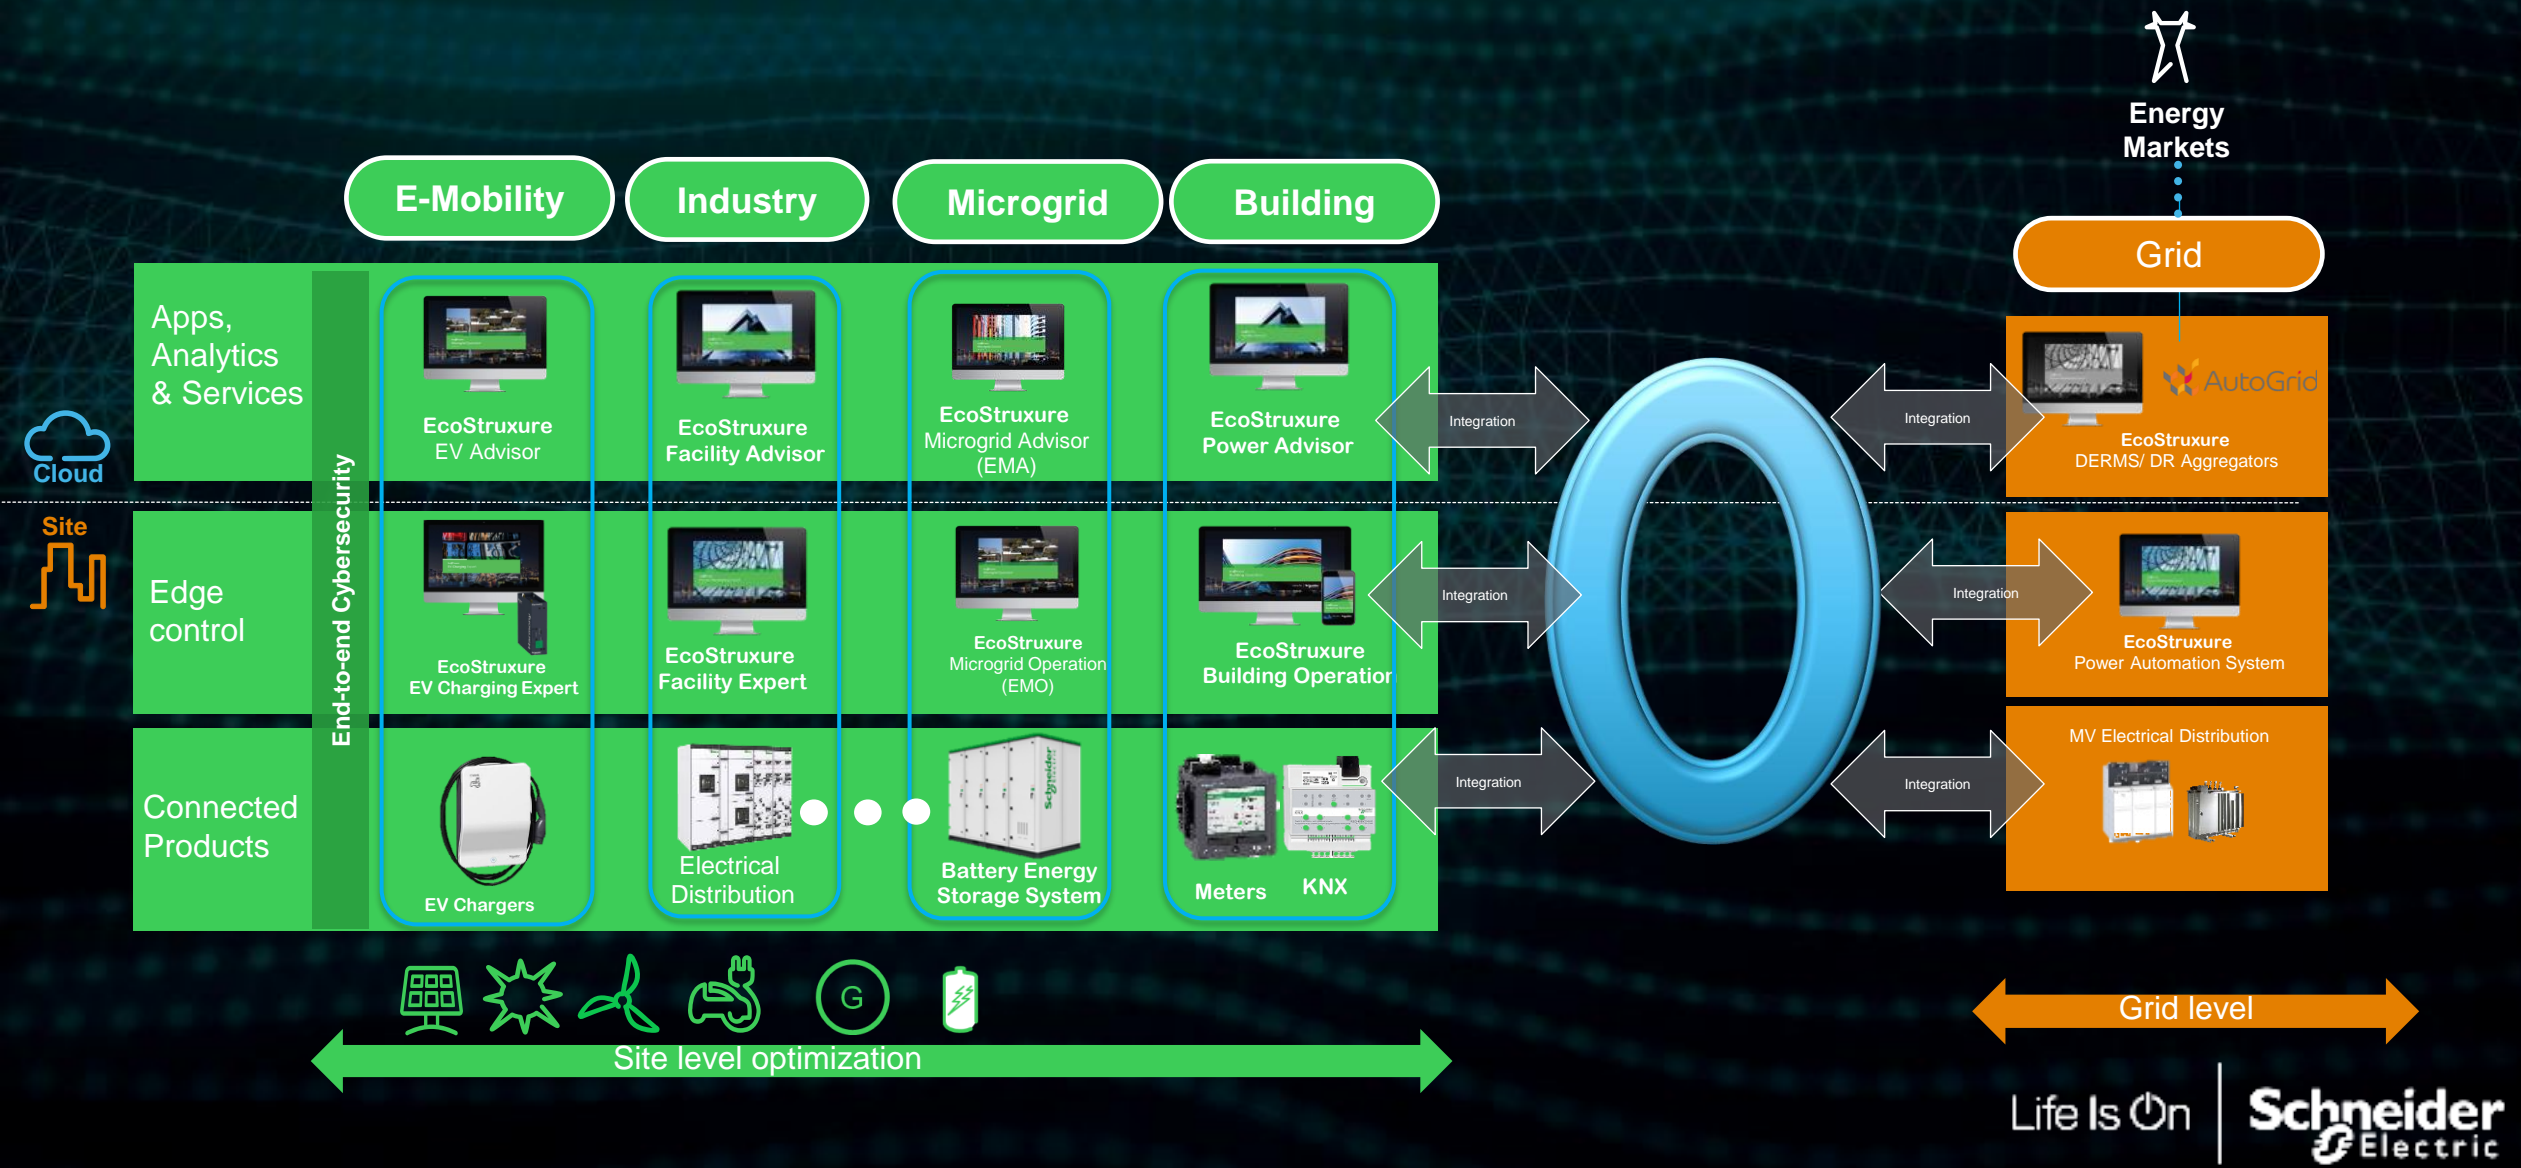 Energy
Markets
E-Mobility
Industry
Microgrid
Building
Grid
Apps,
Analytics
& Services
EcoStruxure
EV Advisor
EcoStruxure
Facility Advisor
EcoStruxure
Microgrid Advisor
(EMA)
EcoStruxure
Power Advisor
Integration
Integration
AutoGrid
EcoStruxure
DERMS/ DR Aggregators
Cloud
Site
End-to-end Cybersecurity
Edge
control
EcoStruxure
EV Charging Expert
EcoStruxure
Facility Expert
EcoStruxure
Microgrid Operation
(EMO)
EcoStruxure
Building Operation
Integration
Integration
EcoStruxure
Power Automation System
Connected
Products
EV Chargers
Electrical
Distribution
Schneider
Battery Energy
Storage System
Meters
KNX
Integration
0
Integration
MV Electrical Distribution
G
Site level optimization
Grid level
Life Is On
Schneider
Electric